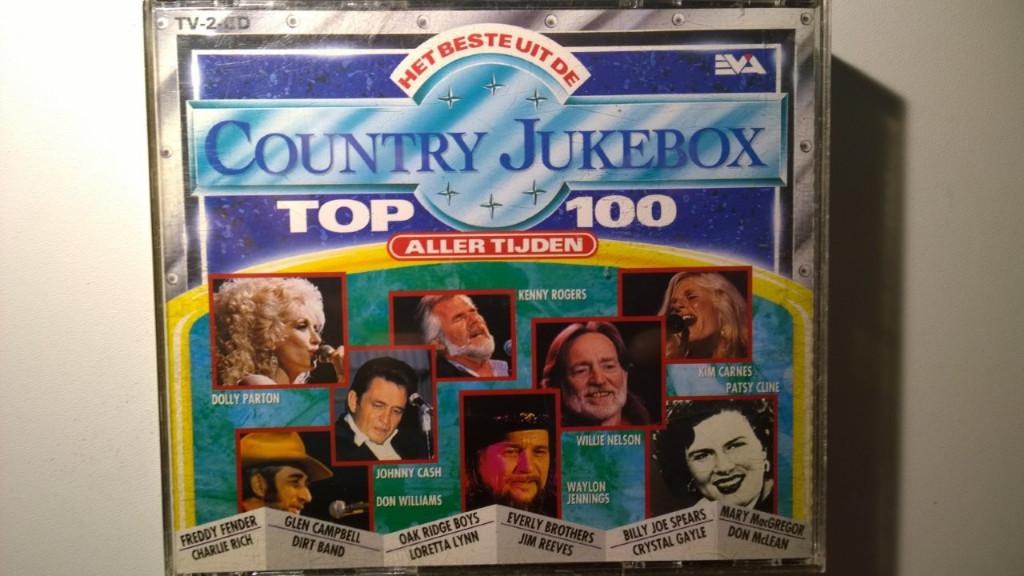 TV-2-CD
HET BESTE UIT DE
EVA
COUNTRY JUKEBOX
TOP 100
ALLER TIJDEN
KENNY ROGERS
KIM CARNES
PATSY CLINE
DOLLY PARTON
WILLIE NELSON
JOHNNY CASH
DON WILLIAMS
WAYLON
JENNINGS
FREDDY FENDER
CHARLIE RICH
GLEN CAMPBELL
DIRT BAND
OAK RIDGE BOYS
LORETTA LYNN
EVERLY BROTHERS
JIM REEVES
BILLY JOE SPEARS
CRYSTAL GAYLE
MARY MacGREGOR
DON McLEAN